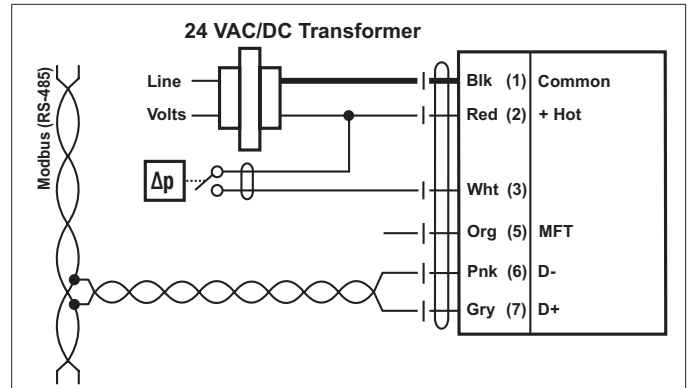 24 VAC/DC Transformer
Modbus (RS-485)
Line
Volts
Blk (1) Common
Red (2) + Hot
Δp
Wht (3)
Org (5) MFT
Pnk (6) D-
Gry (7) D+